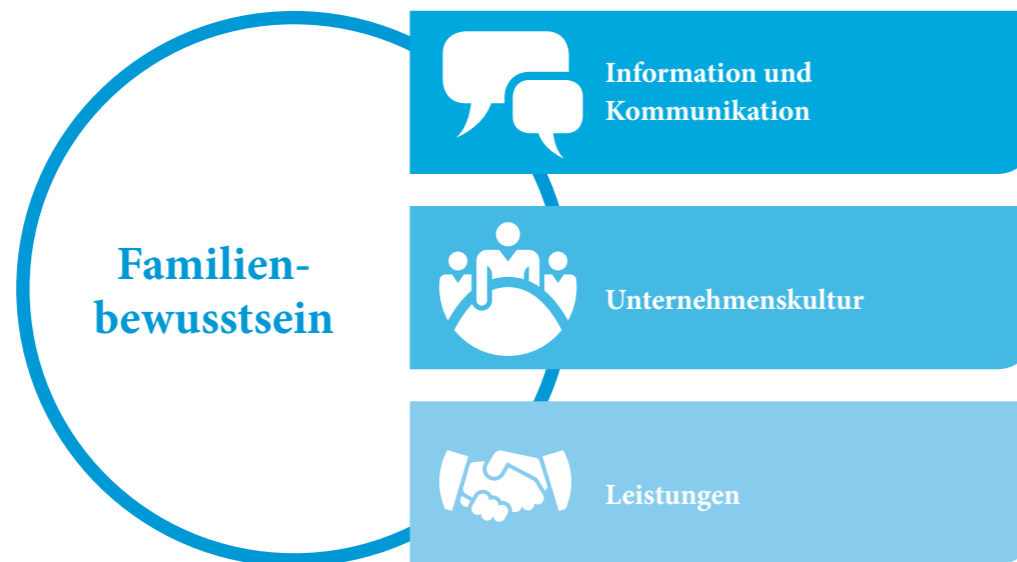 Familien-
bewusstsein
Information und
Kommunikation
Unternehmenskultur
Leistungen